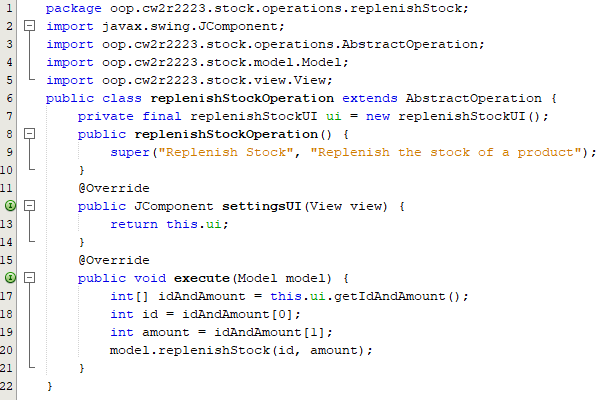 1 package oop.cw2r2223.stock.operations.replenishStock;
2 import javax.swing.JComponent;
3 import oop.cw2r2223.stock.operations.AbstractOperation;
4 import oop.cw2r2223.stock.model.Model;
5 import oop.cw2r2223.stock.view.View;
6 public class replenishStockOperation extends AbstractOperation {
7     private final replenishStockUI ui = new replenishStockUI();
8     public replenishStockOperation() {
9         super("Replenish Stock", "Replenish the stock of a product");
10     }
11     @Override
public JComponent settingsUI(View view) {
13         return this.ui;
14     }
15     @Override
public void execute(Model model) {
17         int[] idAndAmount = this.ui.getIdAndAmount();
18         int id = idAndAmount[0];
19         int amount = idAndAmount[1];
20         model.replenishStock(id, amount);
21     }
22 }